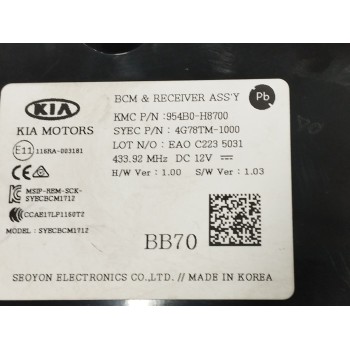 BCM & RECEIVER ASS'Y
Pb
KIA
KMC P/N : 954B0-H8700
KIA MOTORS
SYEC P/N : 4G78TM-1000
E11 116RA-003181
LOT N/O : EAO C223 5031
433.92 MHz DC 12V
H/W Ver : 1.00 S/W Ver : 1.03
MSIP-REM-SCK-
SYECBCM1712
CCAE17LP1160T2
MODEL : SYECBCM1712
BB70
SEOYON ELECTRONICS CO.,LTD. // MADE IN KOREA